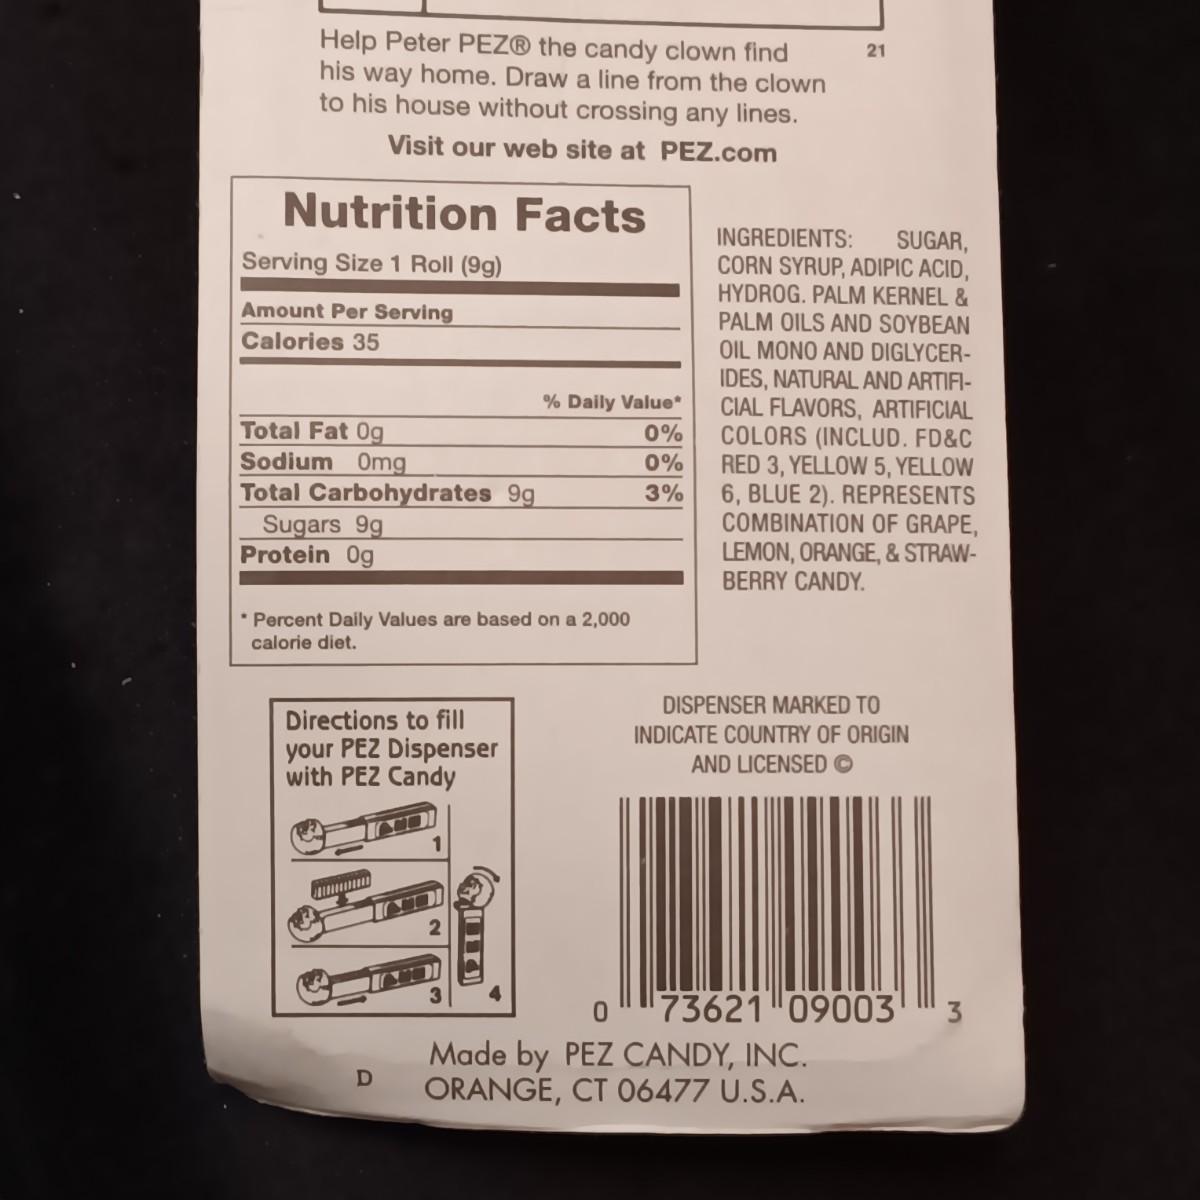 Help Peter PEZ® the candy clown find
his way home. Draw a line from the clown
to his house without crossing any lines.
21
Visit our web site at PEZ.com
Nutrition Facts
Serving Size 1 Roll (9g)
Amount Per Serving
Calories 35
% Daily Value*
Total Fat 0g 0%
Sodium 0mg 0%
Total Carbohydrates 9g 3%
Sugars 9g
Protein 0g
* Percent Daily Values are based on a 2,000
calorie diet.
INGREDIENTS: SUGAR,
CORN SYRUP, ADIPIC ACID,
HYDROG. PALM KERNEL &
PALM OILS AND SOYBEAN
OIL MONO AND DIGLYCER-
IDES, NATURAL AND ARTIFI-
CIAL FLAVORS, ARTIFICIAL
COLORS (INCLUD. FD&C
RED 3, YELLOW 5, YELLOW
6, BLUE 2). REPRESENTS
COMBINATION OF GRAPE,
LEMON, ORANGE, & STRAW-
BERRY CANDY.
Directions to fill
your PEZ Dispenser
with PEZ Candy
1
2
3
4
DISPENSER MARKED TO
INDICATE COUNTRY OF ORIGIN
AND LICENSED ©
0 73621 09003 3
Made by PEZ CANDY, INC.
D
ORANGE, CT 06477 U.S.A.